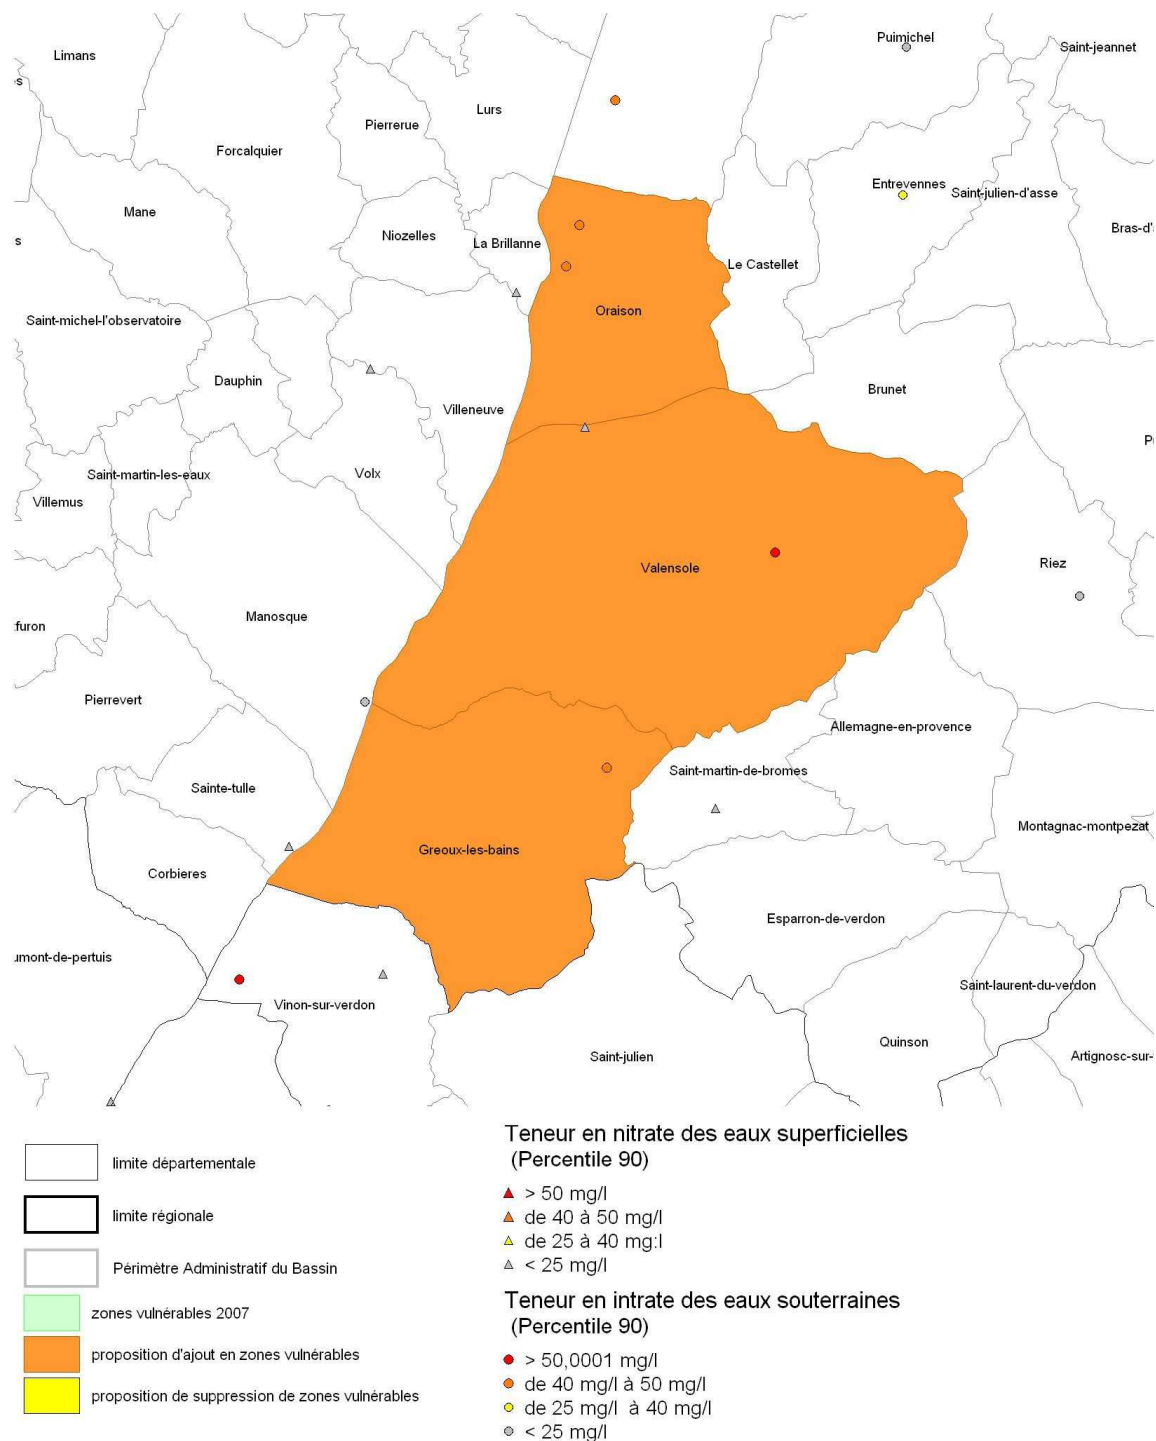 Limans
Puimichel
Saint-jeannet
Lurs
Pierrerue
Forcalquier
Entrevennes
Saint-julien-d'asse
Mane
Niozelles
La Brillanne
Bras-d'a
Le Castellet
Oraison
Saint-michel-l'observatoire
Dauphin
Brunet
Villeneuve
Saint-martin-les-eaux
Volx
Villemus
Valensole
Riez
Manosque
furon
Pierrevert
Allemagne-en-provence
Saint-martin-de-bromes
Sainte-tulle
Montagnac-montpezat
Greoux-les-bains
Corbieres
Esparron-de-verdon
umont-de-pertuis
Saint-laurent-du-verdon
Vinon-sur-verdon
Quinson
Saint-julien
Artignosc-sur-
limite départementale
limite régionale
Périmètre Administratif du Bassin
zones vulnérables 2007
proposition d'ajout en zones vulnérables
proposition de suppression de zones vulnérables
Teneur en nitrate des eaux superficielles
(Percentile 90)
> 50 mg/l
de 40 à 50 mg/l
de 25 à 40 mg:l
< 25 mg/l
Teneur en intrate des eaux souterraines
(Percentile 90)
> 50,0001 mg/l
de 40 mg/l à 50 mg/l
de 25 mg/l à 40 mg/l
< 25 mg/l